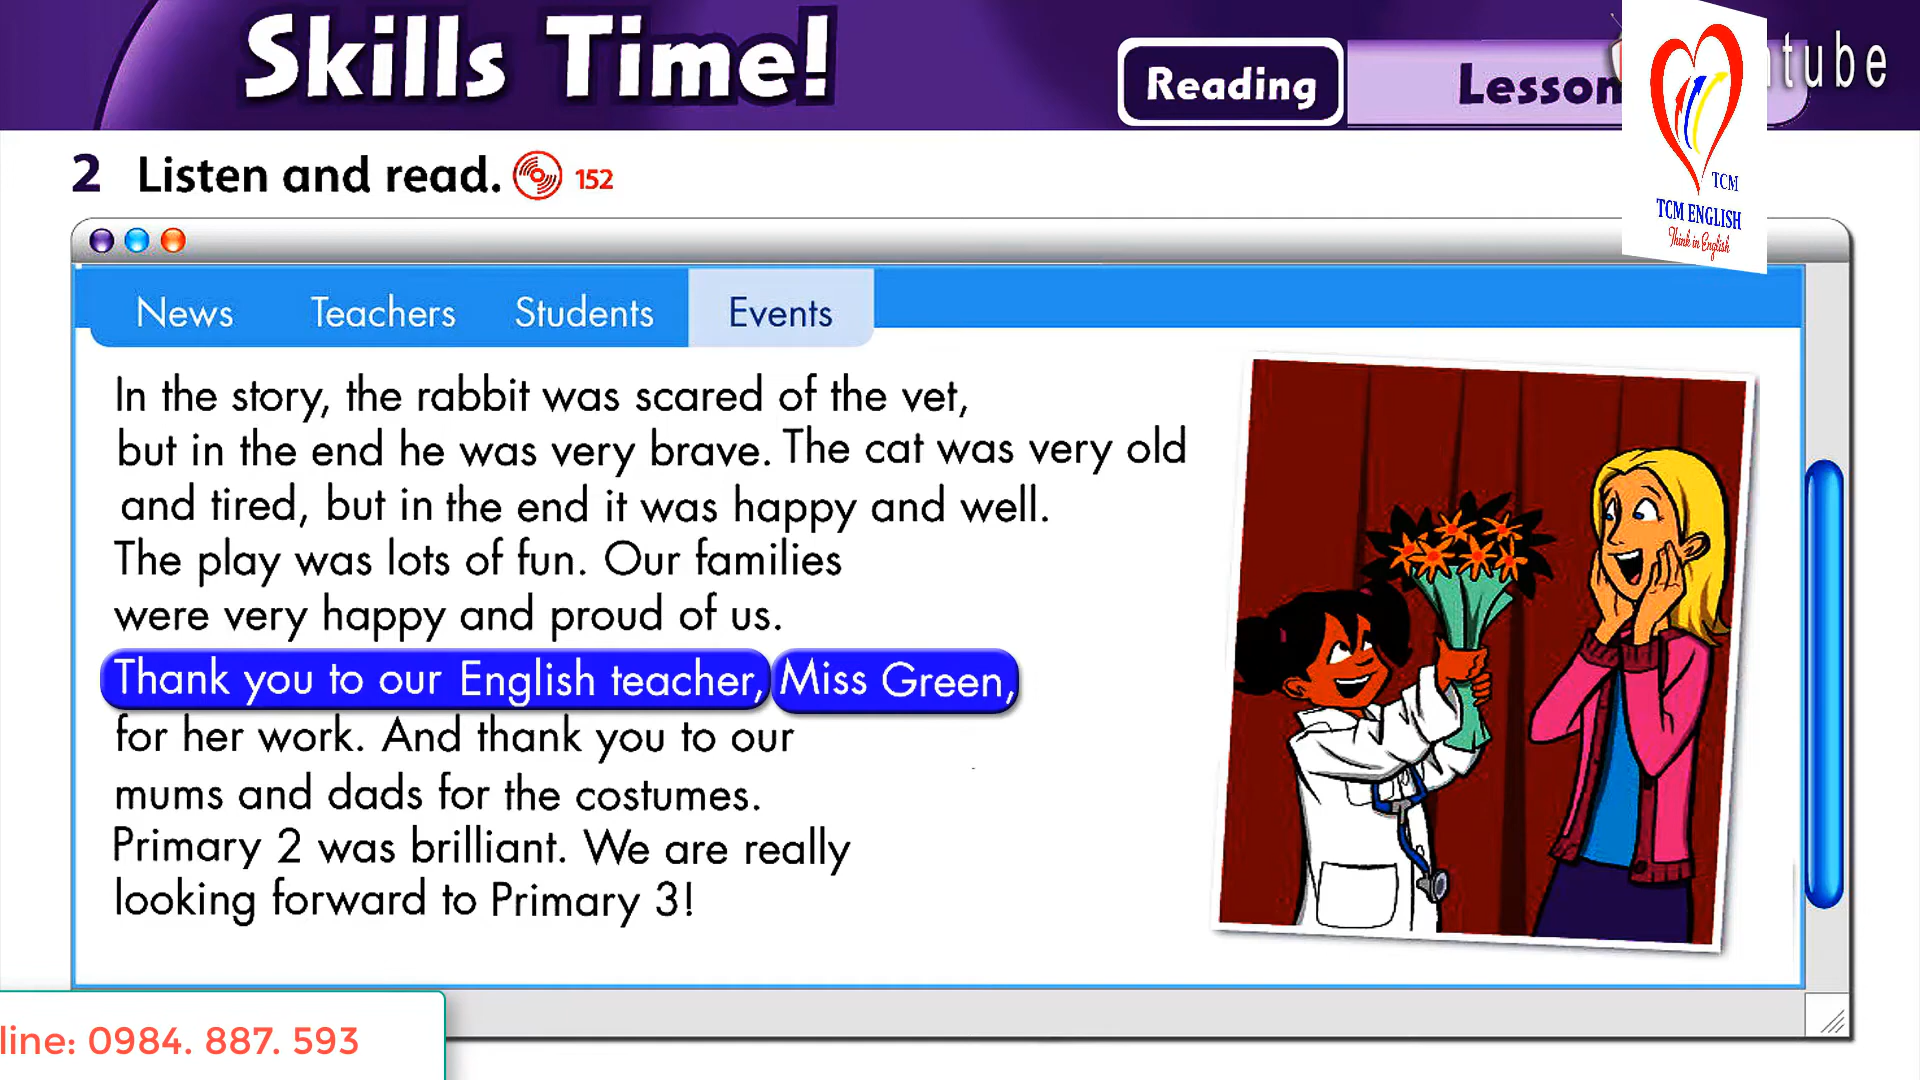 Skills Time!
Reading
Lesson
tube
TCM
TCM ENGLISH
Think in English
2 Listen and read. 152
News Teachers Students Events
In the story, the rabbit was scared of the vet,
but in the end he was very brave. The cat was very old
and tired, but in the end it was happy and well.
The play was lots of fun. Our families
were very happy and proud of us.
Thank you to our English teacher, Miss Green,
for her work. And thank you to our
mums and dads for the costumes.
Primary 2 was brilliant. We are really
looking forward to Primary 3!
line: 0984. 887. 593